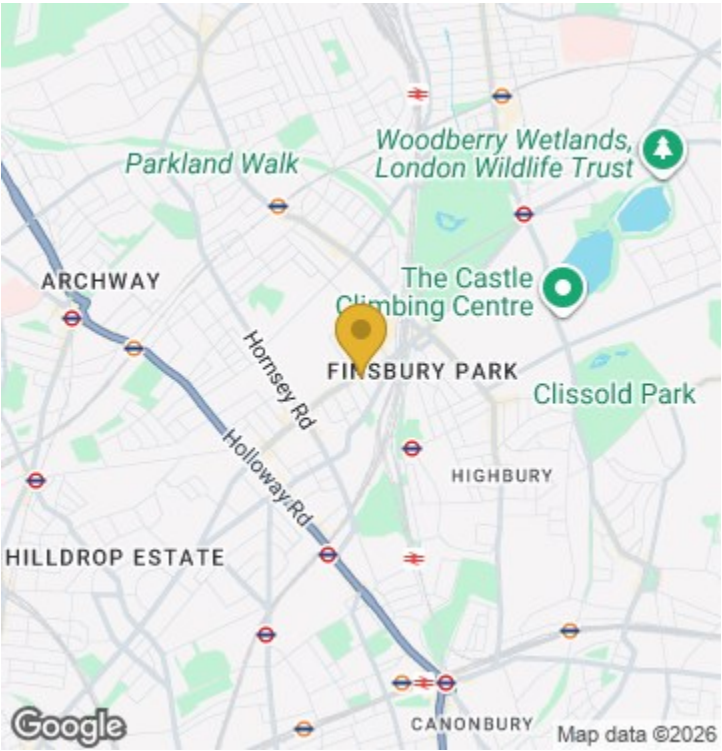 Woodberry Wetlands,
London Wildlife Trust
Parkland Walk
ARCHWAY
The Castle
Climbing Centre
Hornsey Rd
FINSBURY PARK
Clissold Park
Holloway Rd
HIGHBURY
HILLDROP ESTATE
CANONBURY
Google
Map data ©2026